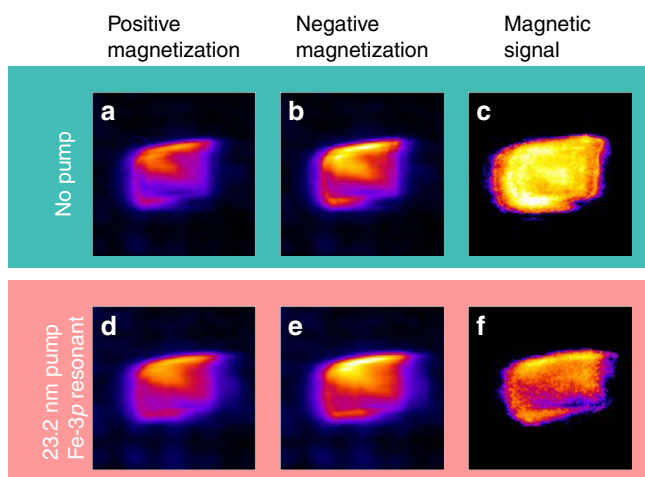 Positive
magnetization
Negative
magnetization
Magnetic
signal
No pump
a
b
c
23.2 nm pump
Fe-3p resonant
d
e
f